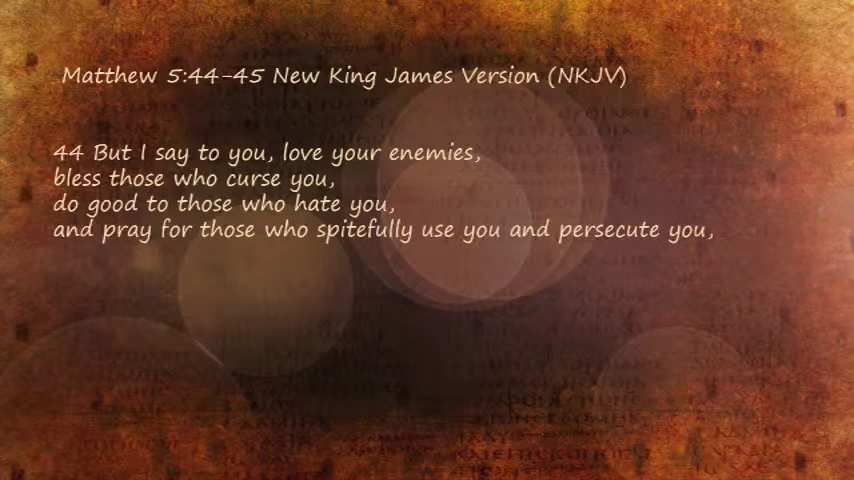 Matthew 5:44-45 New King James Version (NKJV)
44 But I say to you, love your enemies,
bless those who curse you,
do good to those who hate you,
and pray for those who spitefully use you and persecute you,